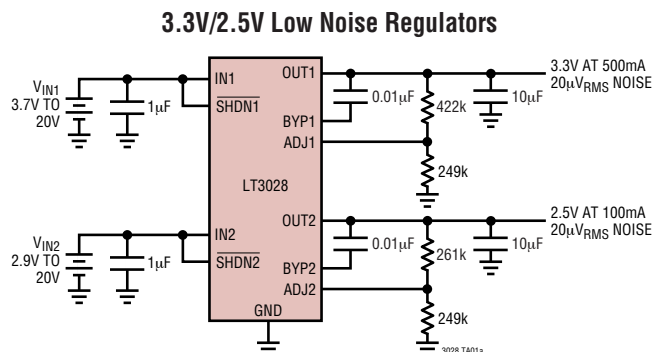 3.3V/2.5V Low Noise Regulators
VIN1
3.7V TO
20V
1µF
IN1
SHDN1
OUT1
BYP1
ADJ1
0.01µF
422k
249k
10µF
3.3V AT 500mA
20µVRMS NOISE
LT3028
VIN2
2.9V TO
20V
1µF
IN2
SHDN2
OUT2
BYP2
ADJ2
GND
0.01µF
261k
249k
10µF
2.5V AT 100mA
20µVRMS NOISE
3028 TA01a